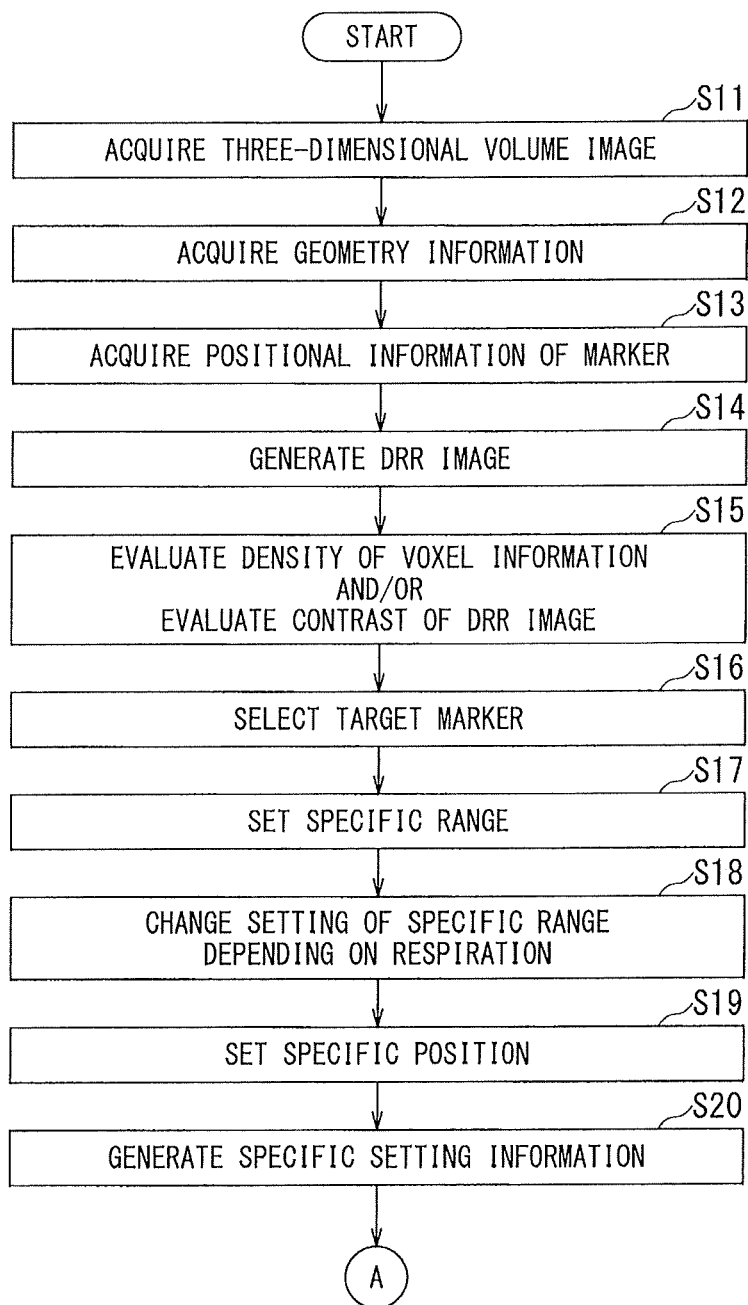 START
S11
ACQUIRE THREE-DIMENSIONAL VOLUME IMAGE
S12
ACQUIRE GEOMETRY INFORMATION
S13
ACQUIRE POSITIONAL INFORMATION OF MARKER
S14
GENERATE DRR IMAGE
S15
EVALUATE DENSITY OF VOXEL INFORMATION
AND/OR
EVALUATE CONTRAST OF DRR IMAGE
S16
SELECT TARGET MARKER
S17
SET SPECIFIC RANGE
S18
CHANGE SETTING OF SPECIFIC RANGE
DEPENDING ON RESPIRATION
S19
SET SPECIFIC POSITION
S20
GENERATE SPECIFIC SETTING INFORMATION
A